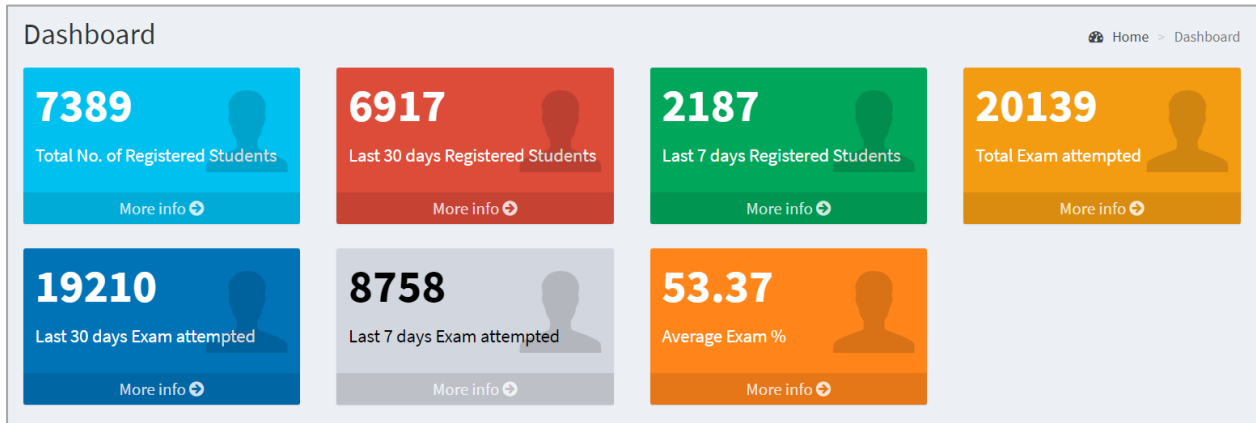 Dashboard
Home > Dashboard
7389
Total No. of Registered Students
More info
6917
Last 30 days Registered Students
More info
2187
Last 7 days Registered Students
More info
20139
Total Exam attempted
More info
19210
Last 30 days Exam attempted
More info
8758
Last 7 days Exam attempted
More info
53.37
Average Exam %
More info